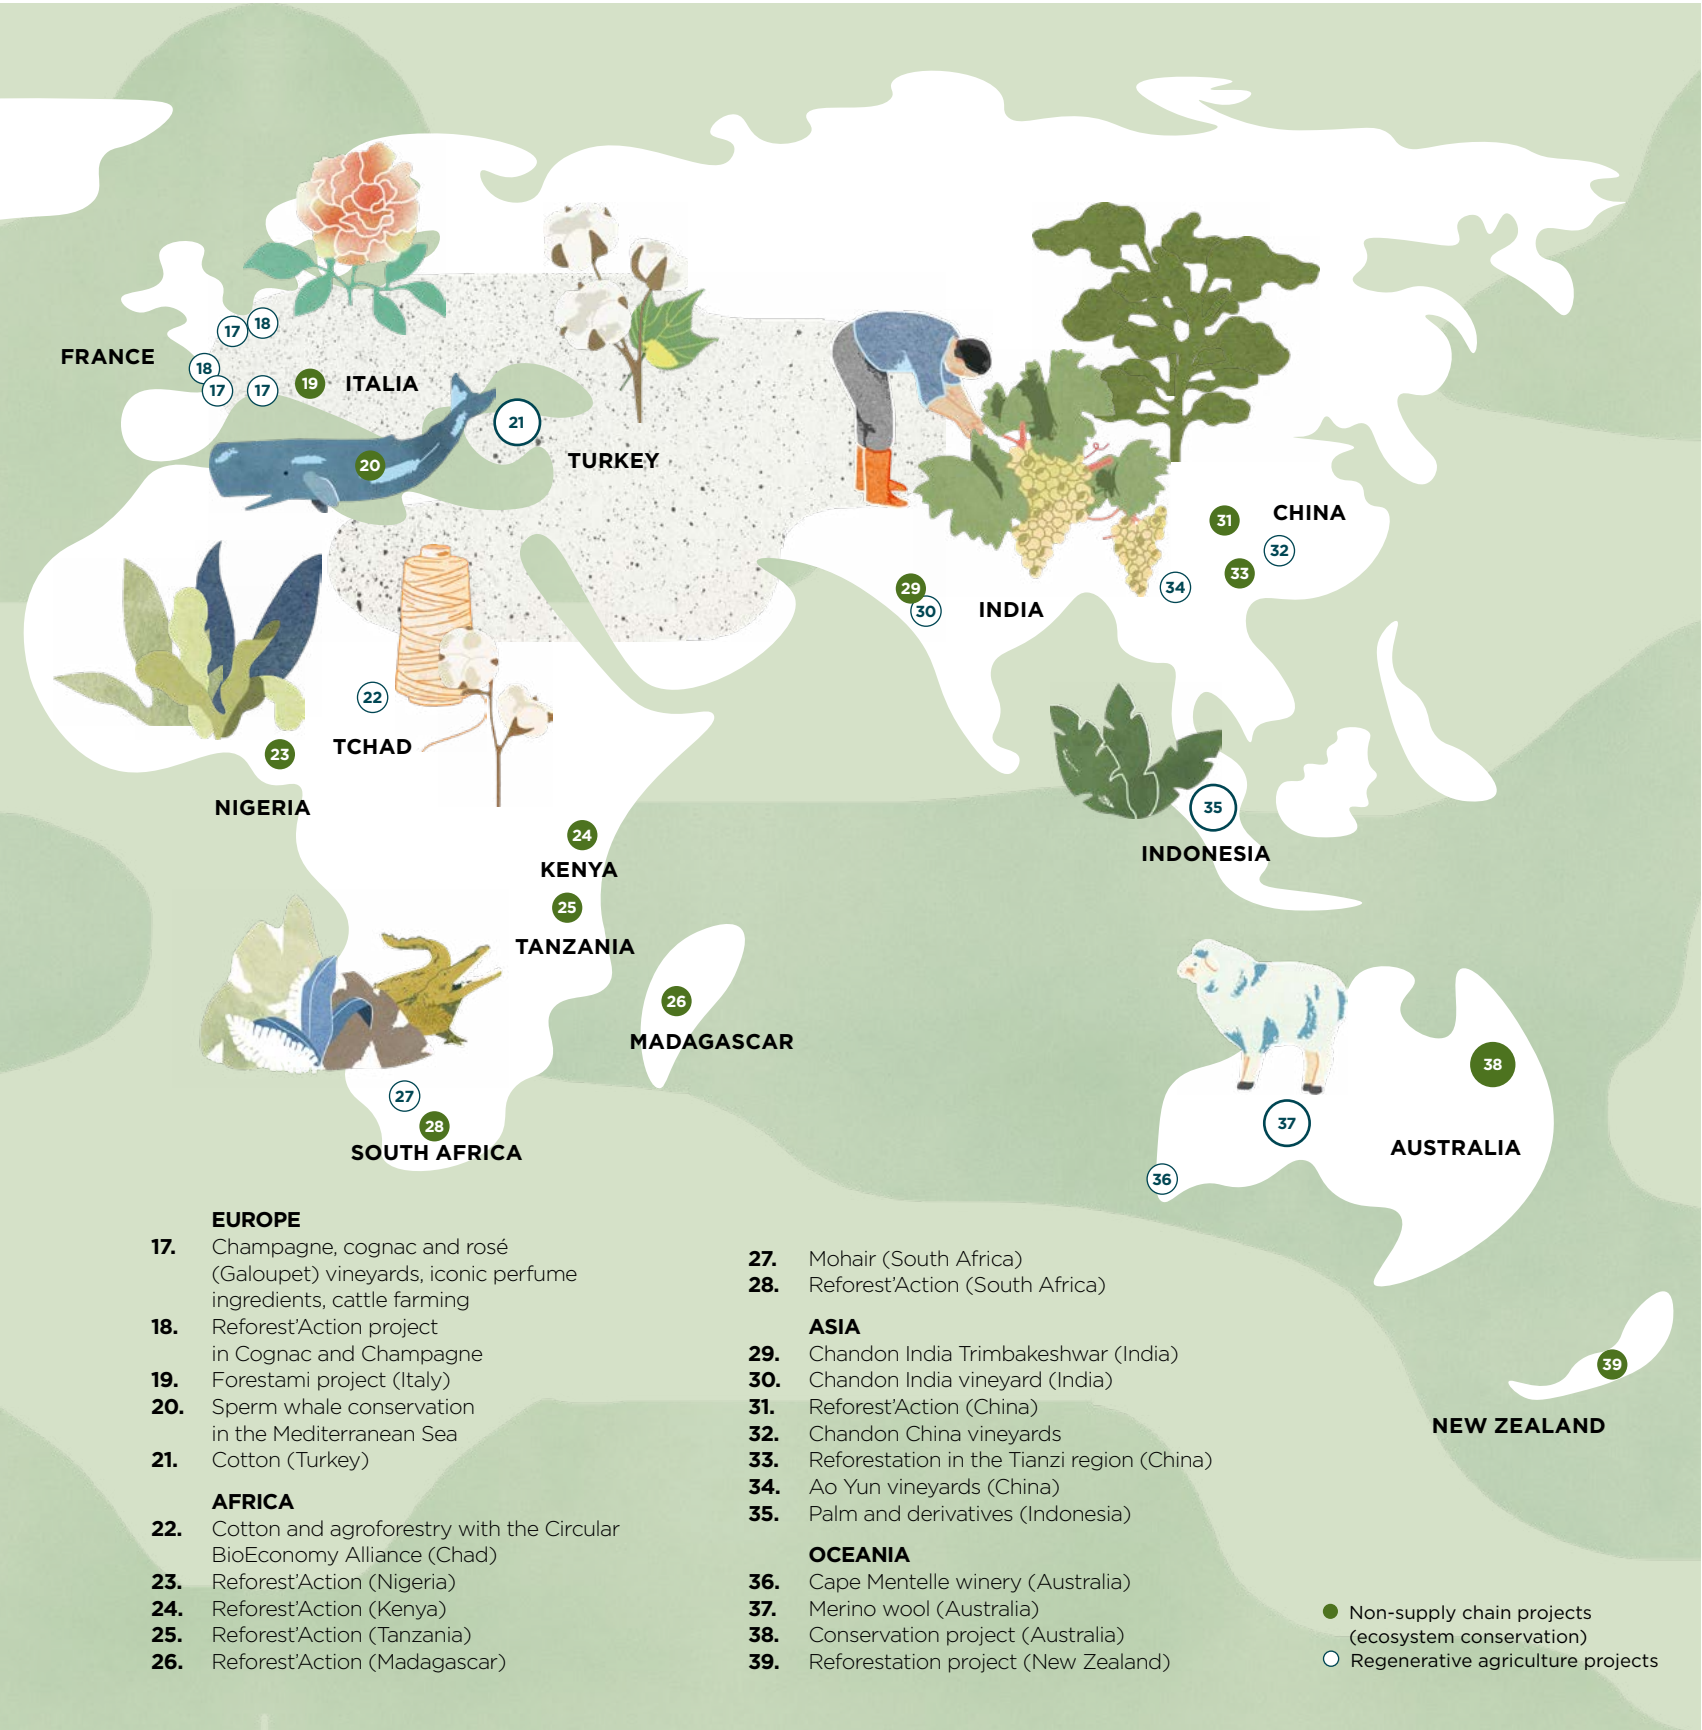 17
18
FRANCE
18
17
17
19
ITALIA
21
20
TURKEY
31
CHINA
32
33
29
34
30
INDIA
22
TCHAD
23
NIGERIA
35
24
INDONESIA
KENYA
25
TANZANIA
26
MADAGASCAR
38
27
37
28
AUSTRALIA
SOUTH AFRICA
36
39
NEW ZEALAND
EUROPE
17. Champagne, cognac and rosé
(Galoupet) vineyards, iconic perfume
ingredients, cattle farming
18. Reforest'Action project
in Cognac and Champagne
19. Forestami project (Italy)
20. Sperm whale conservation
in the Mediterranean Sea
21. Cotton (Turkey)
AFRICA
22. Cotton and agroforestry with the Circular
BioEconomy Alliance (Chad)
23. Reforest'Action (Nigeria)
24. Reforest'Action (Kenya)
25. Reforest'Action (Tanzania)
26. Reforest'Action (Madagascar)
27. Mohair (South Africa)
28. Reforest'Action (South Africa)
ASIA
29. Chandon India Trimbakeshwar (India)
30. Chandon India vineyard (India)
31. Reforest'Action (China)
32. Chandon China vineyards
33. Reforestation in the Tianzi region (China)
34. Ao Yun vineyards (China)
35. Palm and derivatives (Indonesia)
OCEANIA
36. Cape Mentelle winery (Australia)
37. Merino wool (Australia)
38. Conservation project (Australia)
39. Reforestation project (New Zealand)
Non-supply chain projects
(ecosystem conservation)
Regenerative agriculture projects